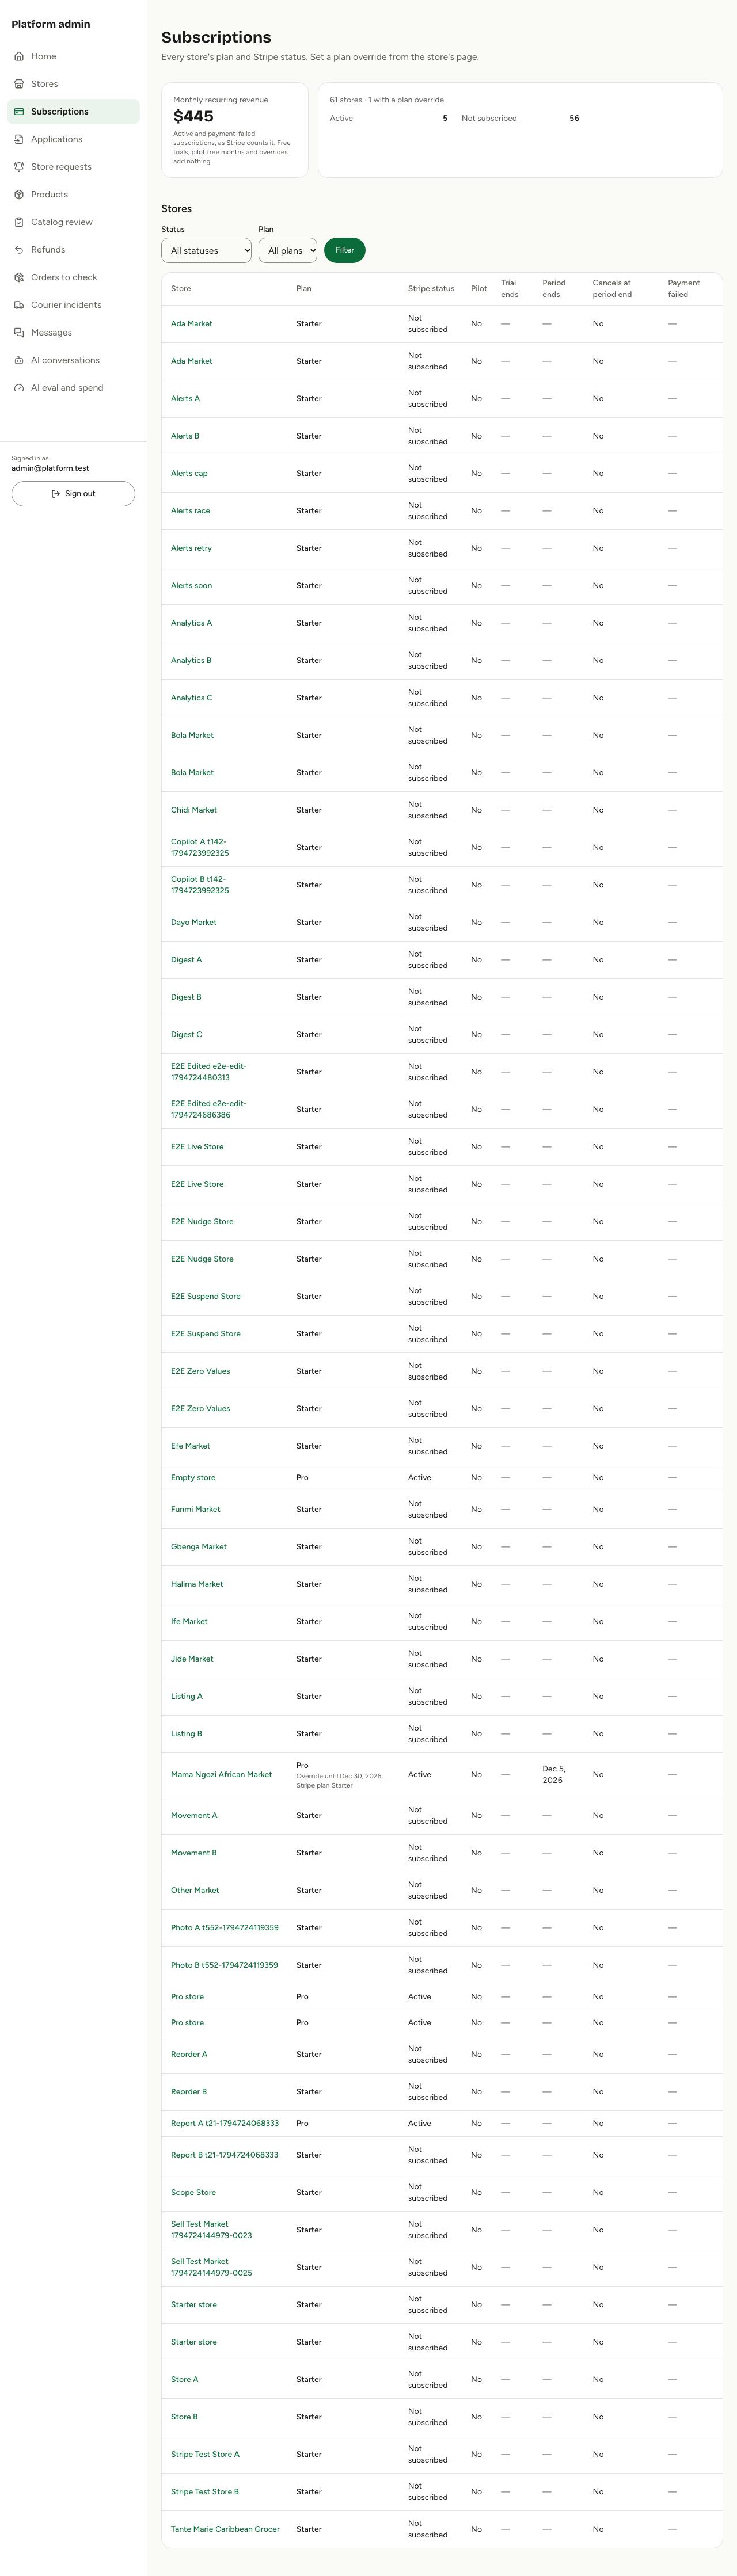 Platform admin
Home
Stores
Subscriptions
Applications
Store requests
Products
Catalog review
Refunds
Orders to check
Courier incidents
Messages
AI conversations
AI eval and spend
Signed in as
admin@platform.test
Sign out
Subscriptions
Every store's plan and Stripe status. Set a plan override from the store's page.
Monthly recurring revenue
$445
Active and payment-failed
subscriptions, as Stripe counts it. Free
trials, pilot free months and overrides
add nothing.
61 stores · 1 with a plan override
Active 5 Not subscribed 56
Stores
Status Plan
All statuses All plans Filter
Store Plan Stripe status Pilot Trial ends Period ends Cancels at period end Payment failed
Ada Market Starter Not subscribed No — — No —
Ada Market Starter Not subscribed No — — No —
Alerts A Starter Not subscribed No — — No —
Alerts B Starter Not subscribed No — — No —
Alerts cap Starter Not subscribed No — — No —
Alerts race Starter Not subscribed No — — No —
Alerts retry Starter Not subscribed No — — No —
Alerts soon Starter Not subscribed No — — No —
Analytics A Starter Not subscribed No — — No —
Analytics B Starter Not subscribed No — — No —
Analytics C Starter Not subscribed No — — No —
Bola Market Starter Not subscribed No — — No —
Bola Market Starter Not subscribed No — — No —
Chidi Market Starter Not subscribed No — — No —
Copilot A t142-1794723992325 Starter Not subscribed No — — No —
Copilot B t142-1794723992325 Starter Not subscribed No — — No —
Dayo Market Starter Not subscribed No — — No —
Digest A Starter Not subscribed No — — No —
Digest B Starter Not subscribed No — — No —
Digest C Starter Not subscribed No — — No —
E2E Edited e2e-edit-1794724480313 Starter Not subscribed No — — No —
E2E Edited e2e-edit-1794724686386 Starter Not subscribed No — — No —
E2E Live Store Starter Not subscribed No — — No —
E2E Live Store Starter Not subscribed No — — No —
E2E Nudge Store Starter Not subscribed No — — No —
E2E Nudge Store Starter Not subscribed No — — No —
E2E Suspend Store Starter Not subscribed No — — No —
E2E Suspend Store Starter Not subscribed No — — No —
E2E Zero Values Starter Not subscribed No — — No —
E2E Zero Values Starter Not subscribed No — — No —
Efe Market Starter Not subscribed No — — No —
Empty store Pro Active No — — No —
Funmi Market Starter Not subscribed No — — No —
Gbenga Market Starter Not subscribed No — — No —
Halima Market Starter Not subscribed No — — No —
Ife Market Starter Not subscribed No — — No —
Jide Market Starter Not subscribed No — — No —
Listing A Starter Not subscribed No — — No —
Listing B Starter Not subscribed No — — No —
Mama Ngozi African Market Pro Override until Dec 30, 2026; Stripe plan Starter Active No — Dec 5, 2026 No —
Movement A Starter Not subscribed No — — No —
Movement B Starter Not subscribed No — — No —
Other Market Starter Not subscribed No — — No —
Photo A t552-1794724119359 Starter Not subscribed No — — No —
Photo B t552-1794724119359 Starter Not subscribed No — — No —
Pro store Pro Active No — — No —
Pro store Pro Active No — — No —
Reorder A Starter Not subscribed No — — No —
Reorder B Starter Not subscribed No — — No —
Report A t21-1794724068333 Pro Active No — — No —
Report B t21-1794724068333 Starter Not subscribed No — — No —
Scope Store Starter Not subscribed No — — No —
Sell Test Market 1794724144979-0023 Starter Not subscribed No — — No —
Sell Test Market 1794724144979-0025 Starter Not subscribed No — — No —
Starter store Starter Not subscribed No — — No —
Starter store Starter Not subscribed No — — No —
Store A Starter Not subscribed No — — No —
Store B Starter Not subscribed No — — No —
Stripe Test Store A Starter Not subscribed No — — No —
Stripe Test Store B Starter Not subscribed No — — No —
Tante Marie Caribbean Grocer Starter Not subscribed No — — No —